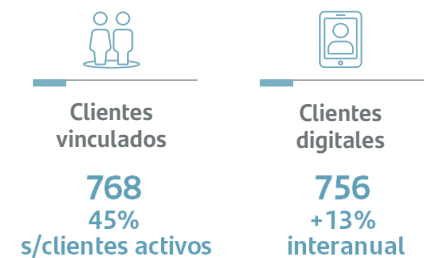 Clientes
vinculados
768
45%
s/clientes activos
Clientes
digitales
756
+13%
interanual